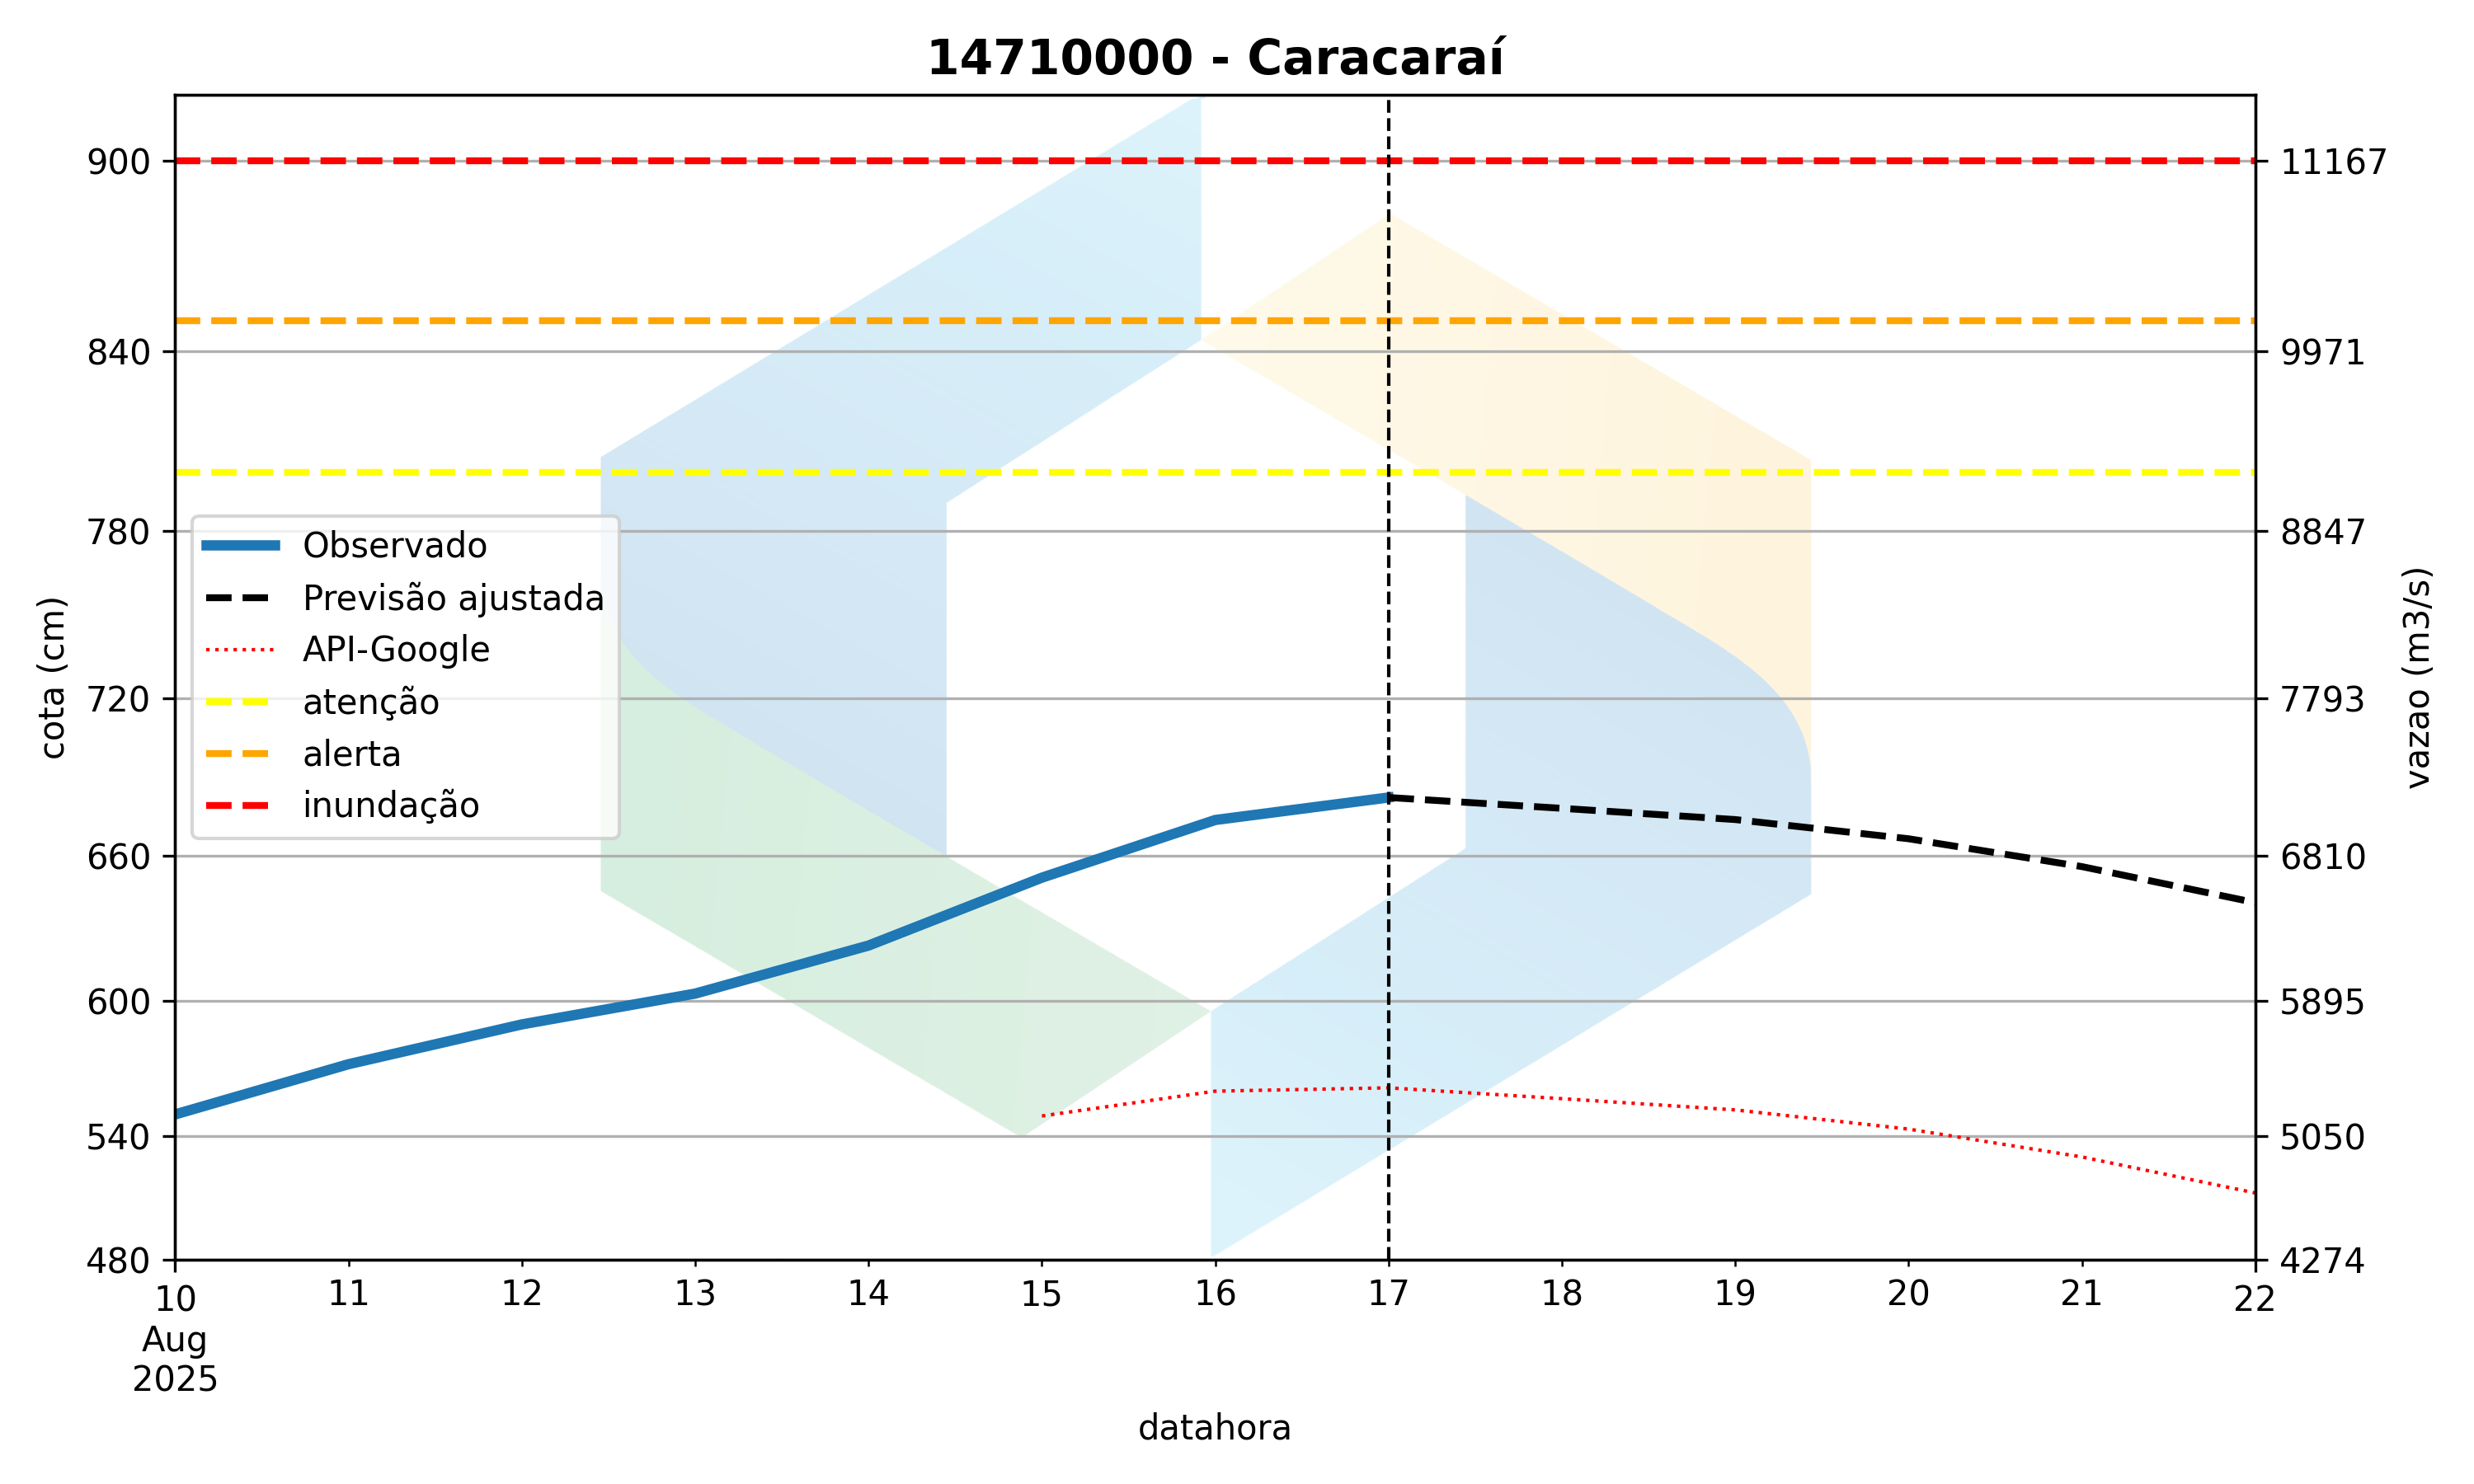 14710000 - Caracaraí
900
840
780
720
660
600
540
480
cota (cm)
11167
9971
8847
7793
6810
5895
5050
4274
vazao (m3/s)
Observado
Previsão ajustada
API-Google
atenção
alerta
inundação
10 11 12 13 14 15 16 17 18 19 20 21 22
Aug
2025
datahora